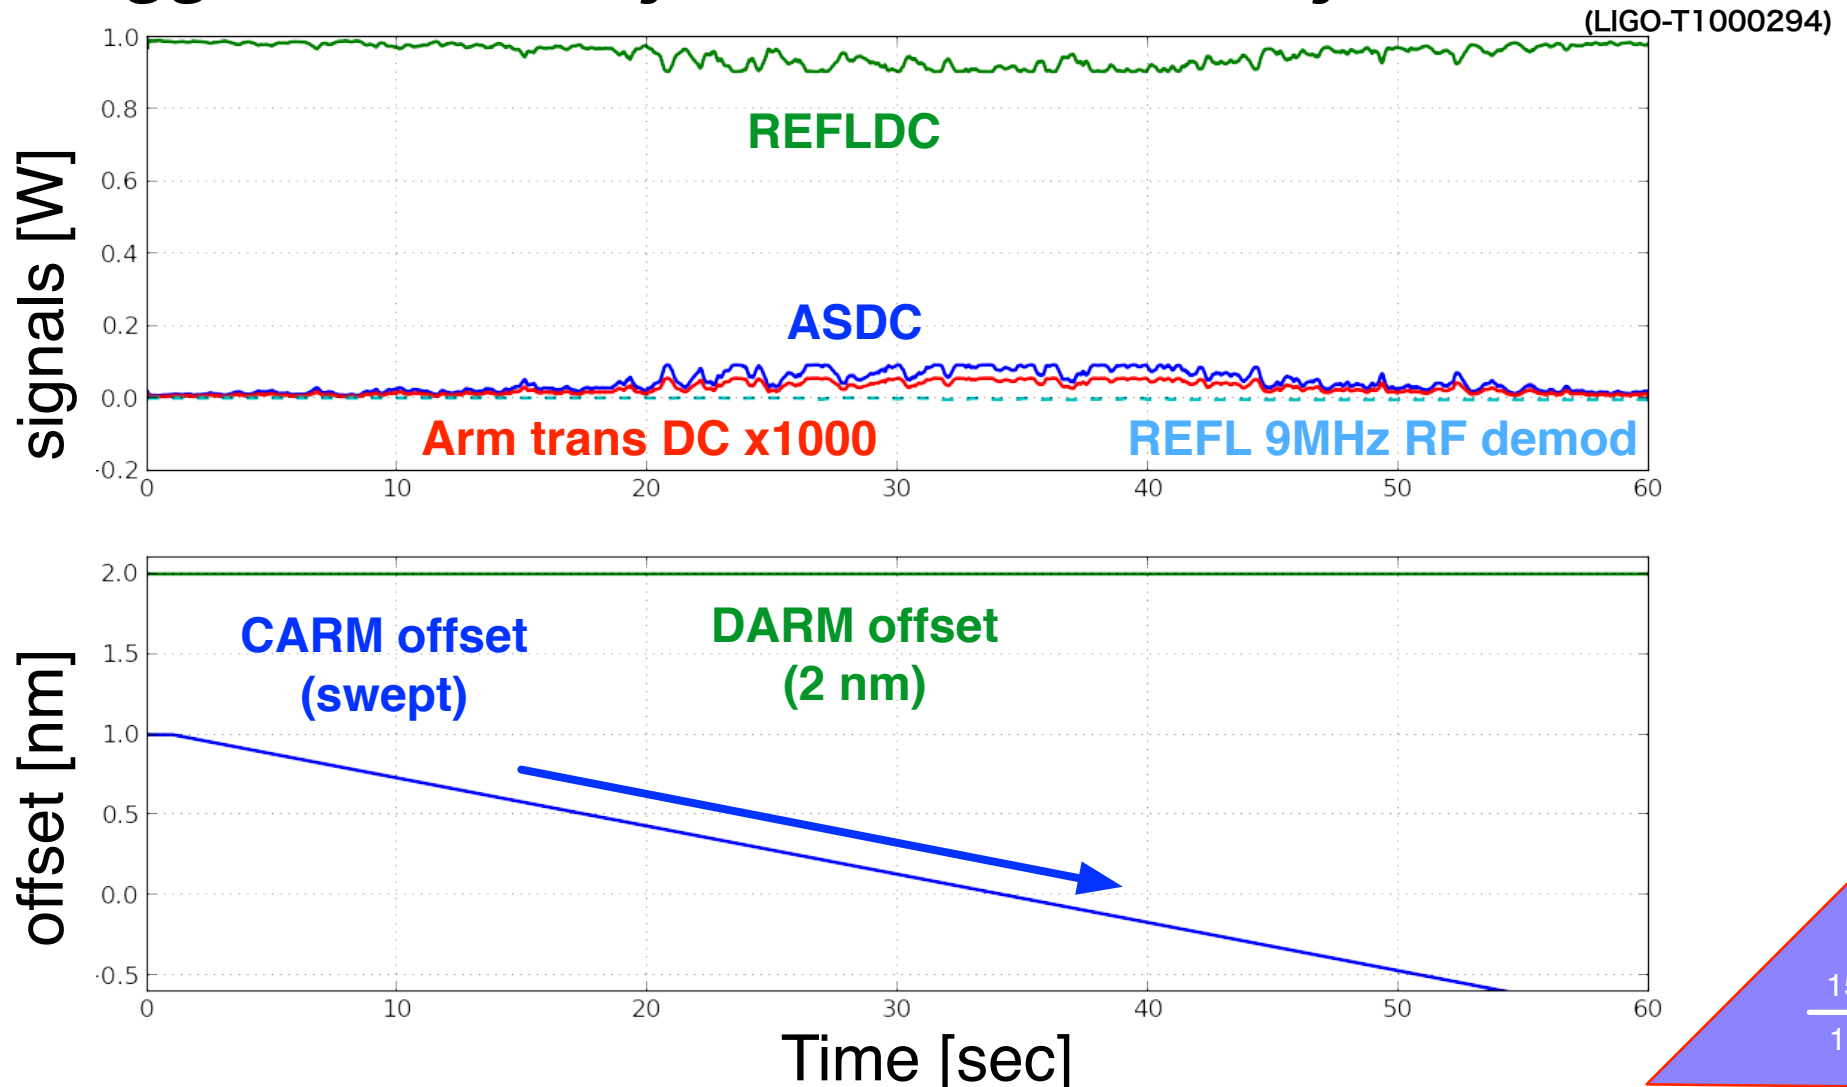 (LIGO-T1000294)
1.0
0.8
0.6
0.4
0.2
0.0
-0.2
signals [W]
REFLDC
ASDC
Arm trans DC x1000
REFL 9MHz RF demod
0 10 20 30 40 50 60
2.0
1.5
1.0
0.5
0.0
-0.5
offset [nm]
CARM offset
(swept)
DARM offset
(2 nm)
0 10 20 30 40 50 60
Time [sec]